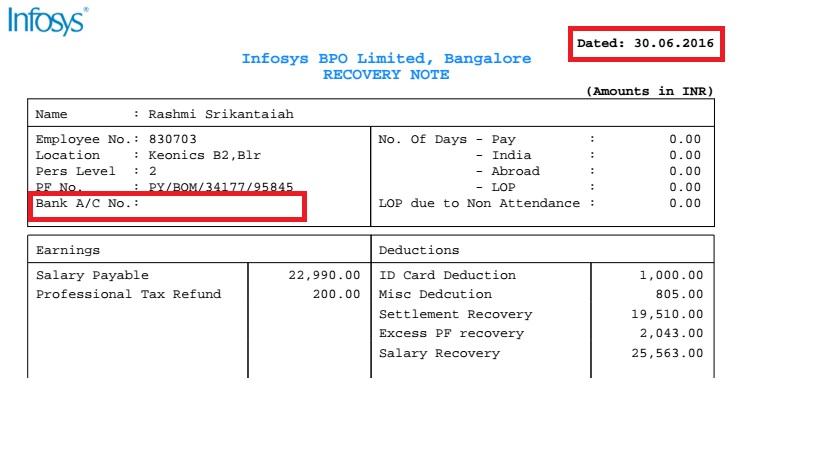 Infosys®
Dated: 30.06.2016
Infosys BPO Limited, Bangalore
RECOVERY NOTE
(Amounts in INR)
Name : Rashmi Srikantaiah
Employee No.: 830703 No. Of Days - Pay : 0.00
Location : Keonics B2,Blr - India : 0.00
Pers Level : 2 - Abroad : 0.00
PF No. : PY/BOM/34177/95845 - LOP : 0.00
Bank A/C No.: LOP due to Non Attendance : 0.00
Earnings Deductions
Salary Payable 22,990.00 ID Card Deduction 1,000.00
Professional Tax Refund 200.00 Misc Dedcution 805.00
Settlement Recovery 19,510.00
Excess PF recovery 2,043.00
Salary Recovery 25,563.00